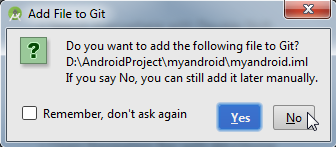 Add File to Git
Do you want to add the following file to Git?
D:\AndroidProject\myandroid\myandroid.iml
If you say No, you can still add it later manually.
Remember, don't ask again
Yes
No